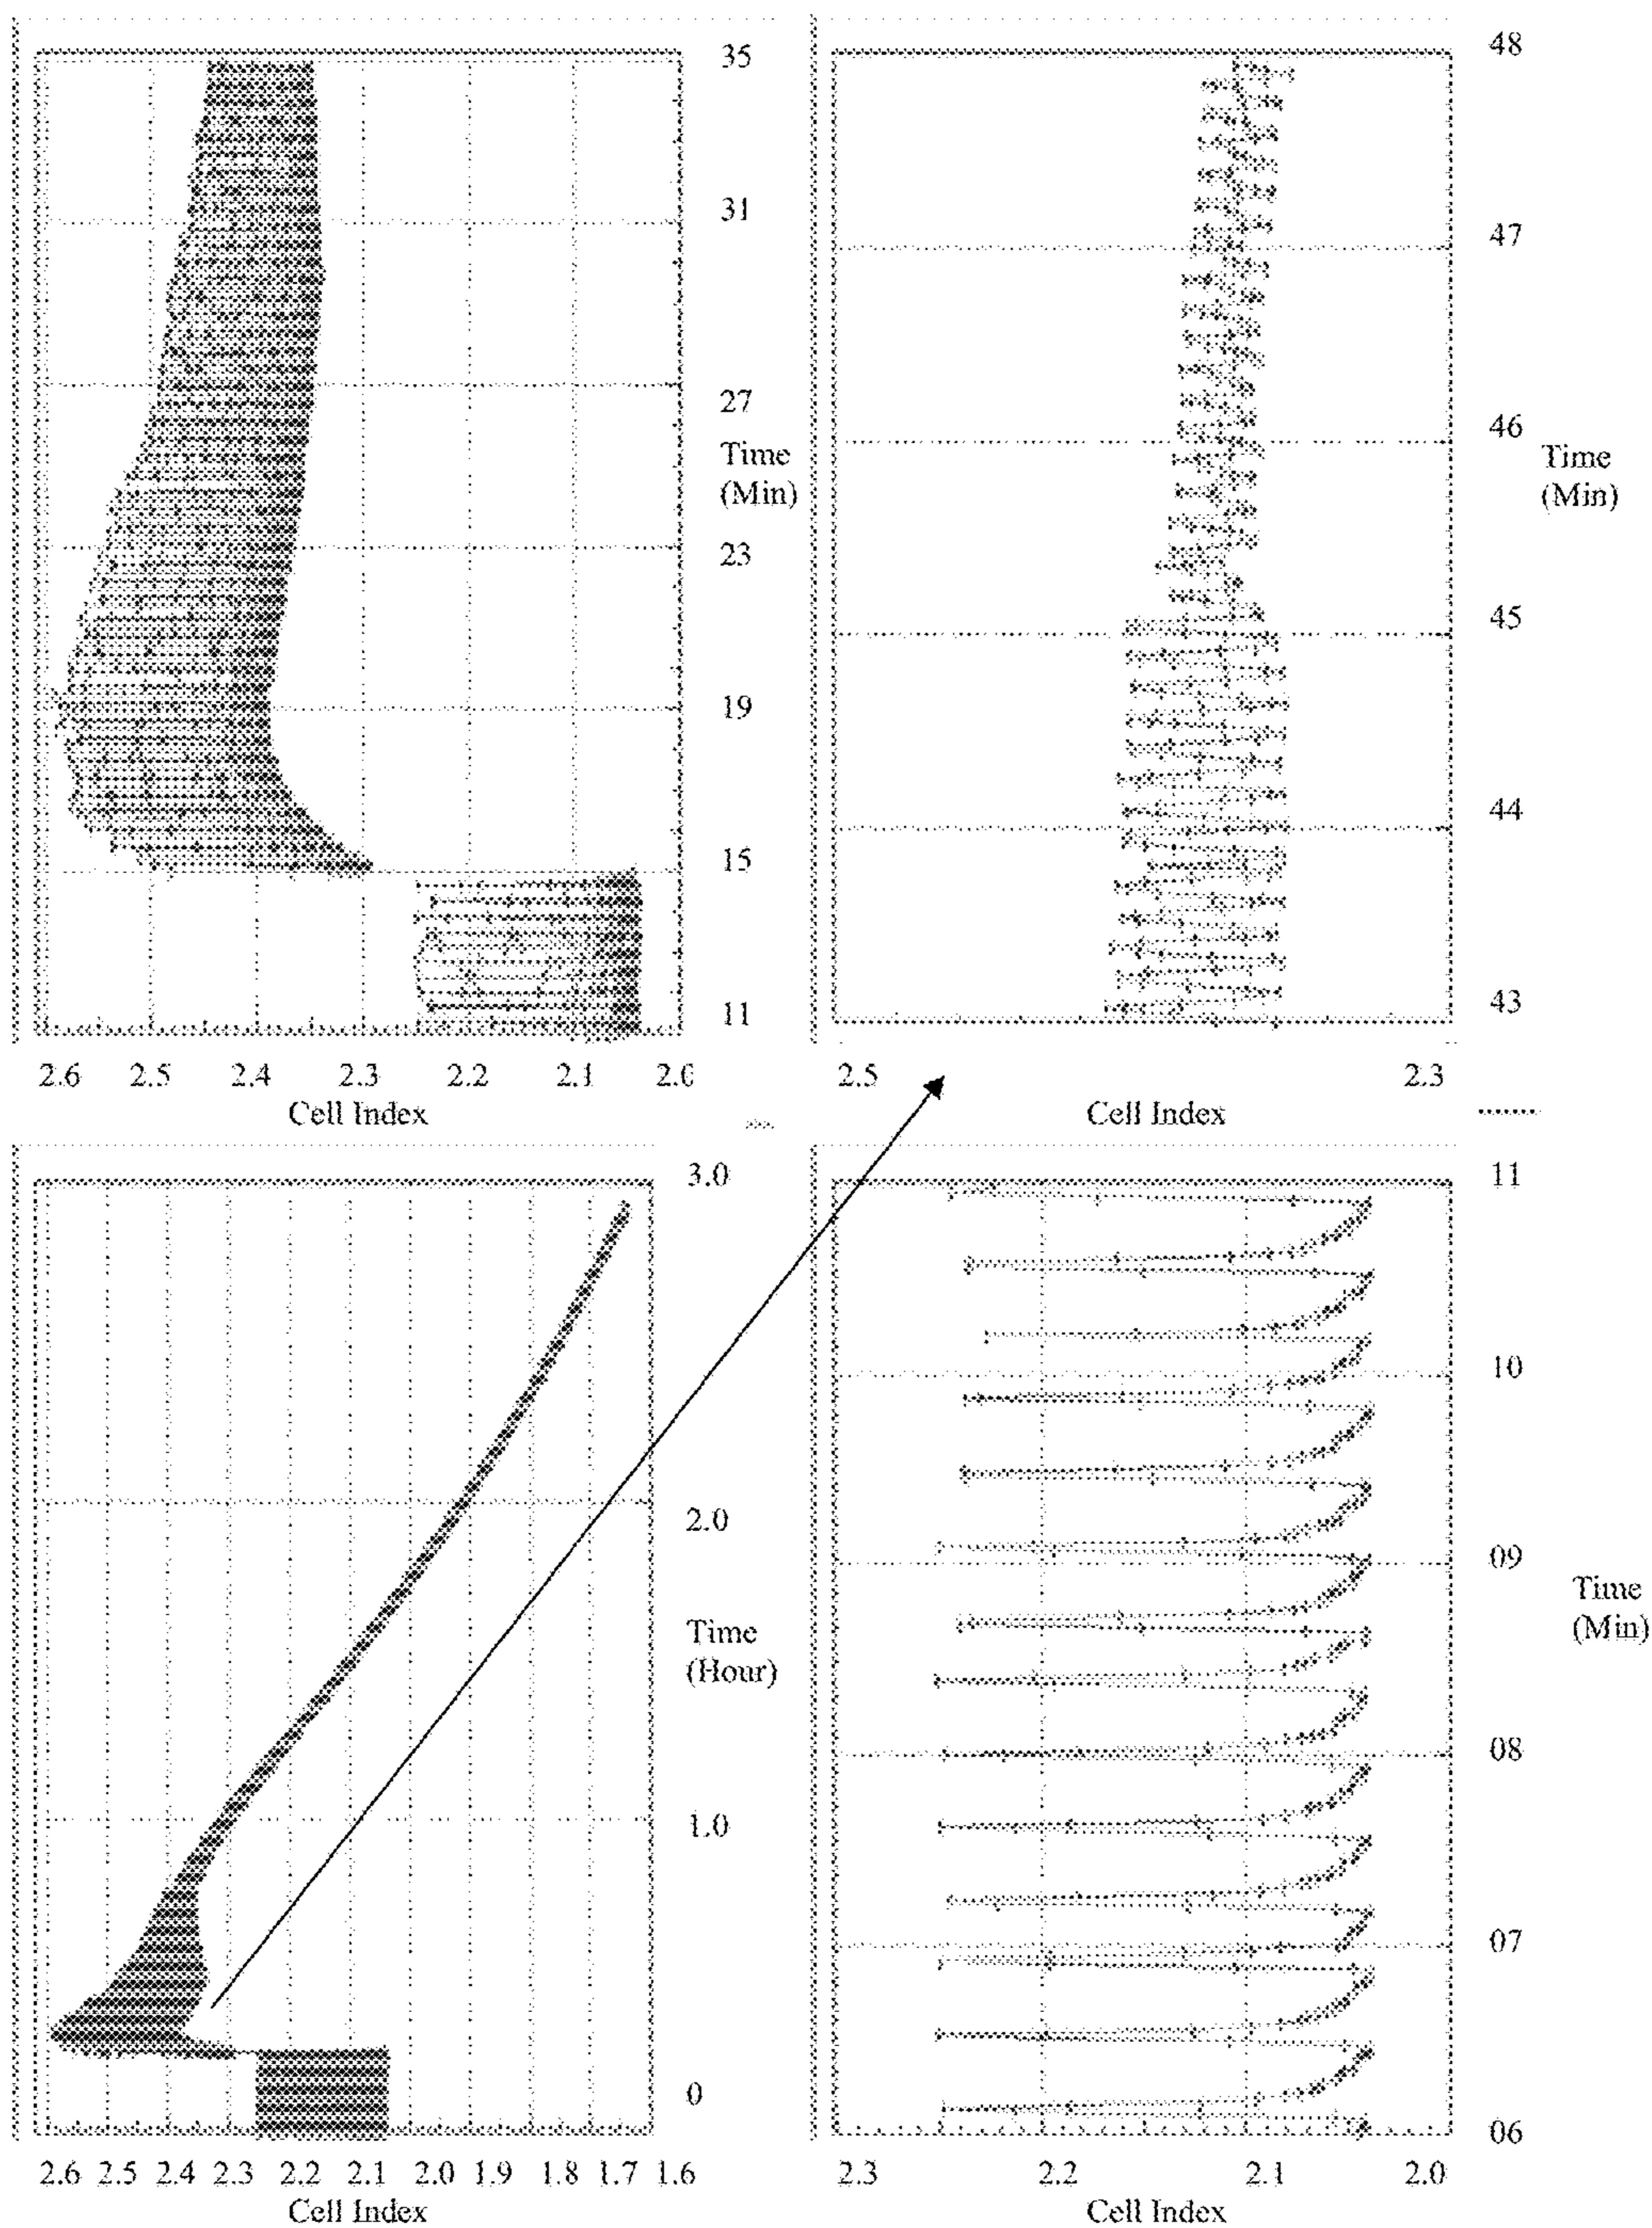 35
31
27
Time
(Min)
23
19
15
11
2.6 2.5 2.4 2.3 2.2 2.1 2.0
Cell Index
48
47
46
Time
(Min)
45
44
43
2.5 2.3
Cell Index
3.0
2.0
Time
(Hour)
1.0
0
2.6 2.5 2.4 2.3 2.2 2.1 2.0 1.9 1.8 1.7 1.6
Cell Index
11
10
09
Time
(Min)
08
07
06
2.3 2.2 2.1 2.0
Cell Index